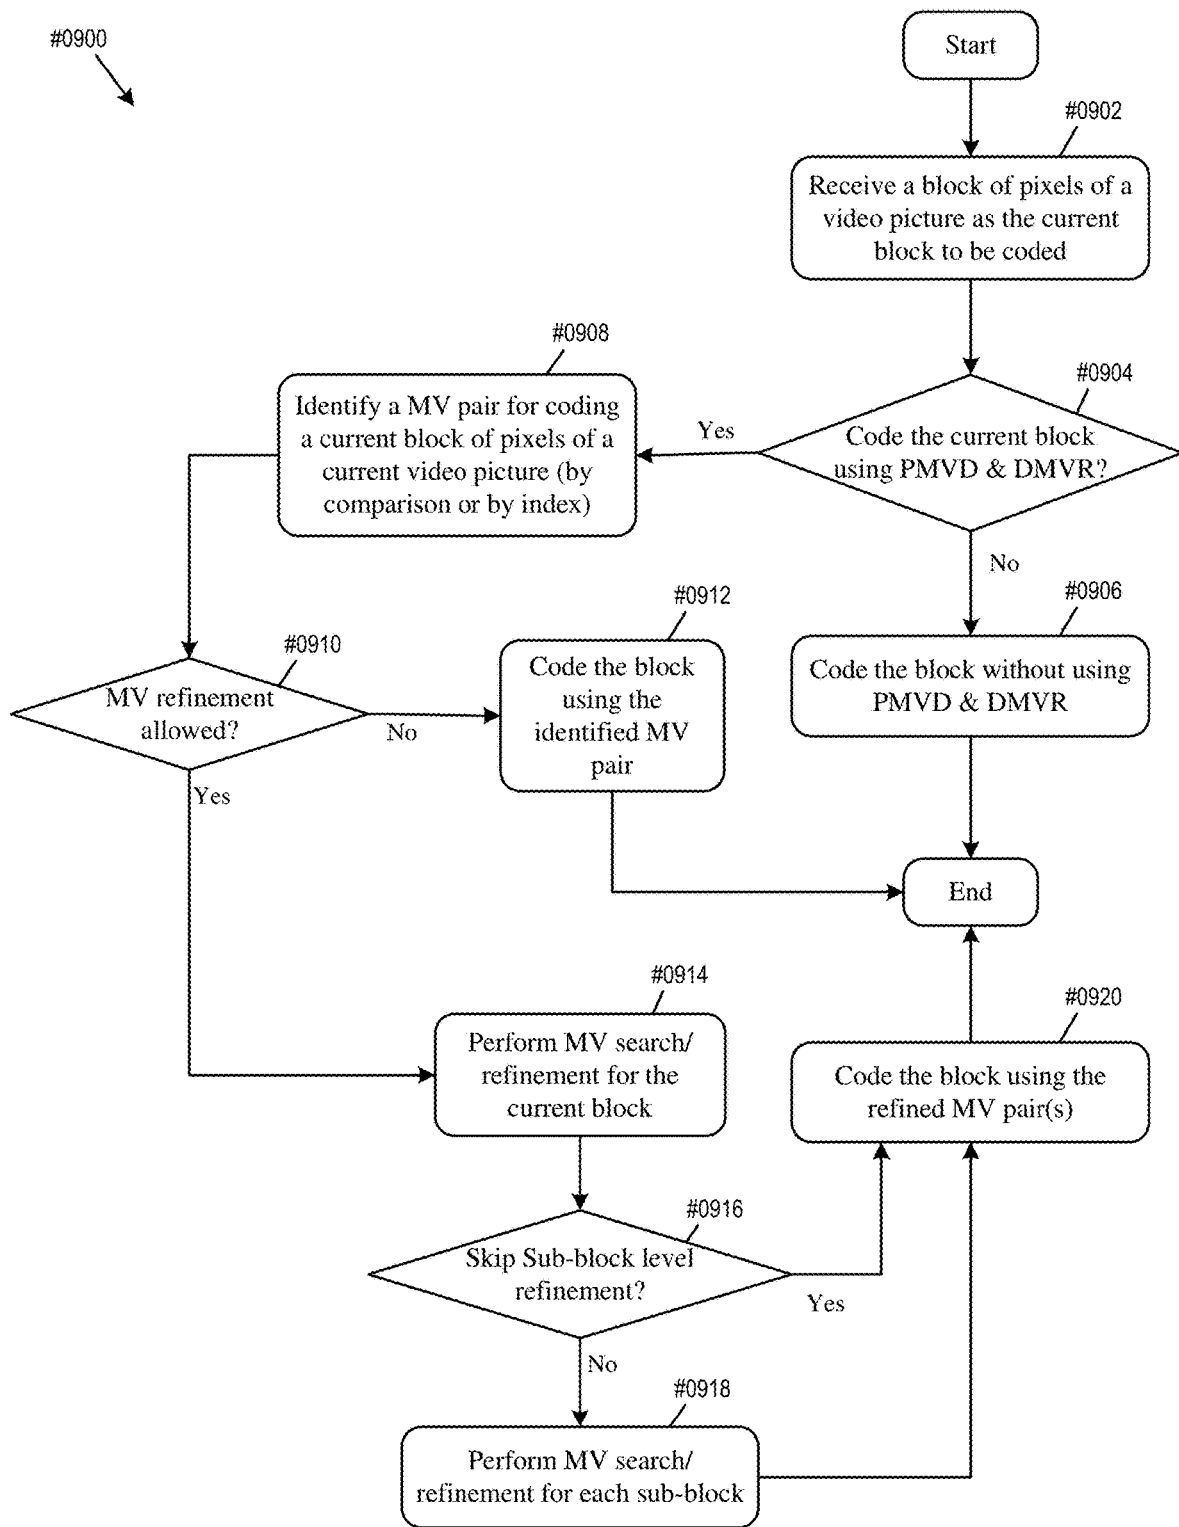 #0900
Start
#0902
Receive a block of pixels of a
video picture as the current
block to be coded
#0904
Code the current block
using PMVD & DMVR?
Yes
No
#0908
Identify a MV pair for coding
a current block of pixels of a
current video picture (by
comparison or by index)
#0906
Code the block without using
PMVD & DMVR
#0910
MV refinement
allowed?
No
Yes
#0912
Code the block
using the
identified MV
pair
End
#0914
Perform MV search/
refinement for the
current block
#0920
Code the block using the
refined MV pair(s)
#0916
Skip Sub-block level
refinement?
Yes
No
#0918
Perform MV search/
refinement for each sub-block